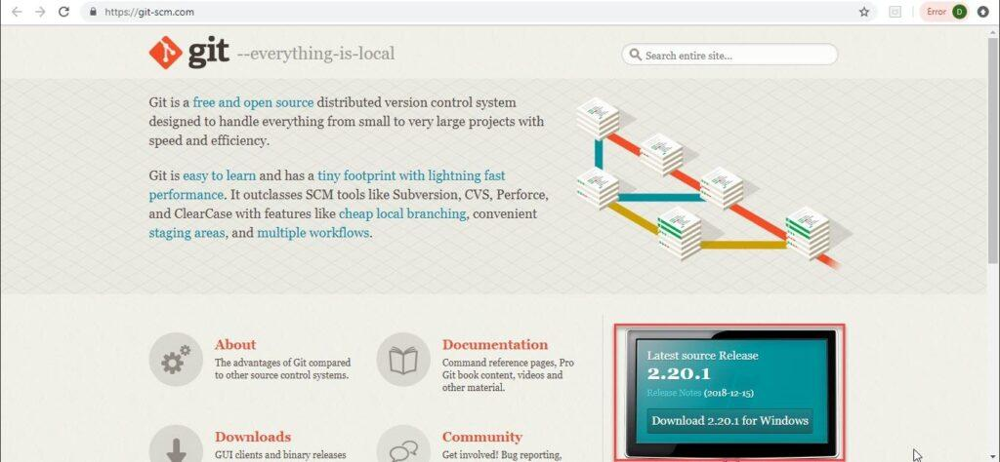 https://git-scm.com
Error D
git --everything-is-local
Search entire site...
Git is a free and open source distributed version control system
designed to handle everything from small to very large projects with
speed and efficiency.
Git is easy to learn and has a tiny footprint with lightning fast
performance. It outclasses SCM tools like Subversion, CVS, Perforce,
and ClearCase with features like cheap local branching, convenient
staging areas, and multiple workflows.
About
The advantages of Git compared
to other source control systems.
Documentation
Command reference pages, Pro
Git book content, videos and
other material.
Latest source Release
2.20.1
Release Notes (2018-12-15)
Download 2.20.1 for Windows
Downloads
GUI clients and binary releases
Community
Get involved! Bug reporting,